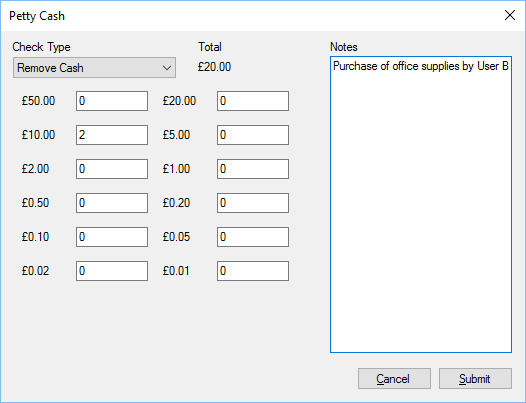 Petty Cash
Check Type Total Notes
Remove Cash £20.00 Purchase of office supplies by User B
£50.00 0 £20.00 0
£10.00 2 £5.00 0
£2.00 0 £1.00 0
£0.50 0 £0.20 0
£0.10 0 £0.05 0
£0.02 0 £0.01 0
Cancel Submit